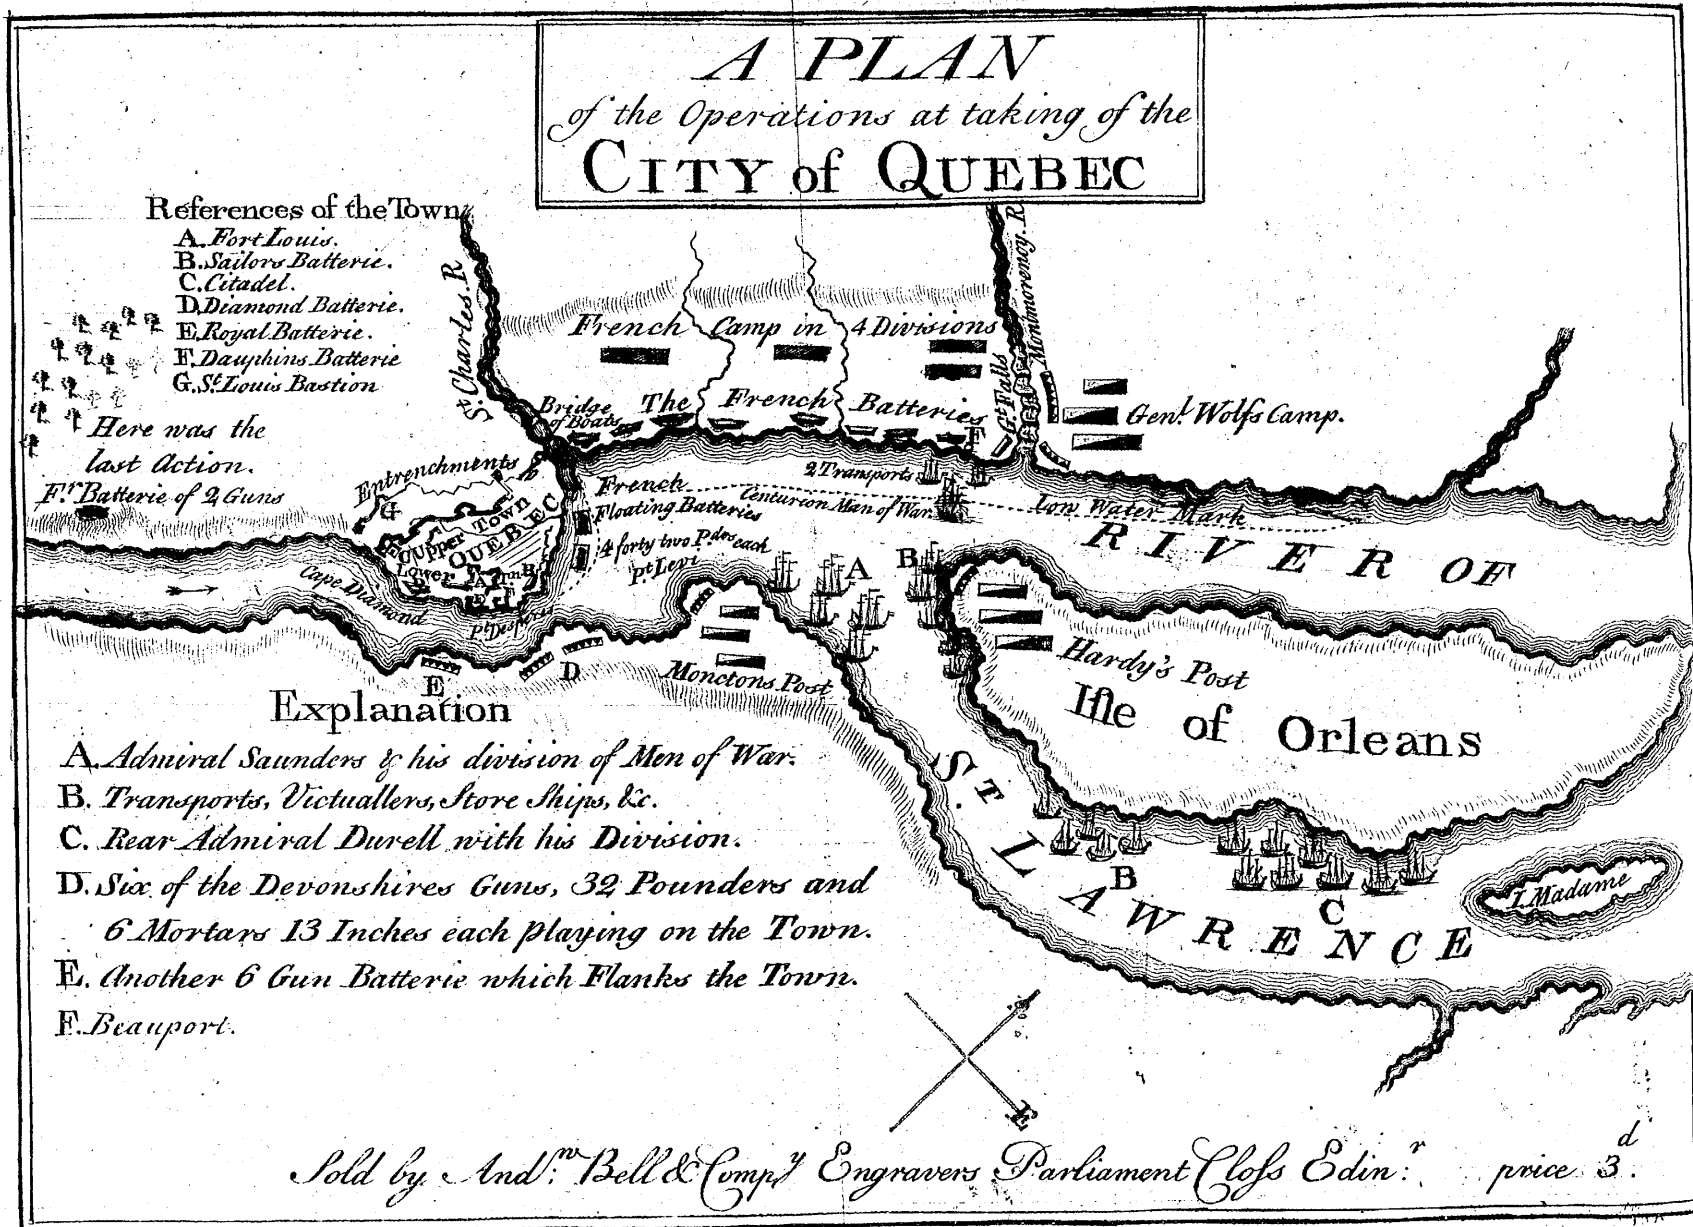 A PLAN
of the Operations at taking of the
CITY of QUEBEC
References of the Town
A. Fort Louis.
B. Sailors Batterie.
C. Citadel.
D. Diamond Batterie.
E. Royal Batterie.
F. Dauphins Batterie
G. St. Louis Bastion
St. Charles. R
Montmorency. R
French Camp in 4 Divisions
Bridge
of Boats
The French Batteries
F
Gt. Falls
Genl. Wolfs Camp.
Here was the
last Action.
Fr. Batterie of 2 Guns
Entrenchments
G
Upper Town
QUEBEC
Lower Town
A
B
E
F
Cape Diamond
Pt. Despers
French
Floating Batteries
4 forty two P.des each
2 Transports
Centurion Man of War
Low Water Mark
RIVER OF
ST. LAWRENCE
Pt Levi
A
B
Hardy's Post
Isle of Orleans
Monctons Post
D
E
B
C
I. Madame
Explanation
A. Admiral Saunders & his division of Men of War.
B. Transports, Victuallers, Store Ships, &c.
C. Rear Admiral Durell with his Division.
D. Six of the Devonshires Guns, 32 Pounders and
6 Mortars 13 Inches each playing on the Town.
E. Another 6 Gun Batterie which Flanks the Town.
F. Beauport.
Sold by Andw. Bell & Compy Engravers Parliament Closs Edinr. price 3d.